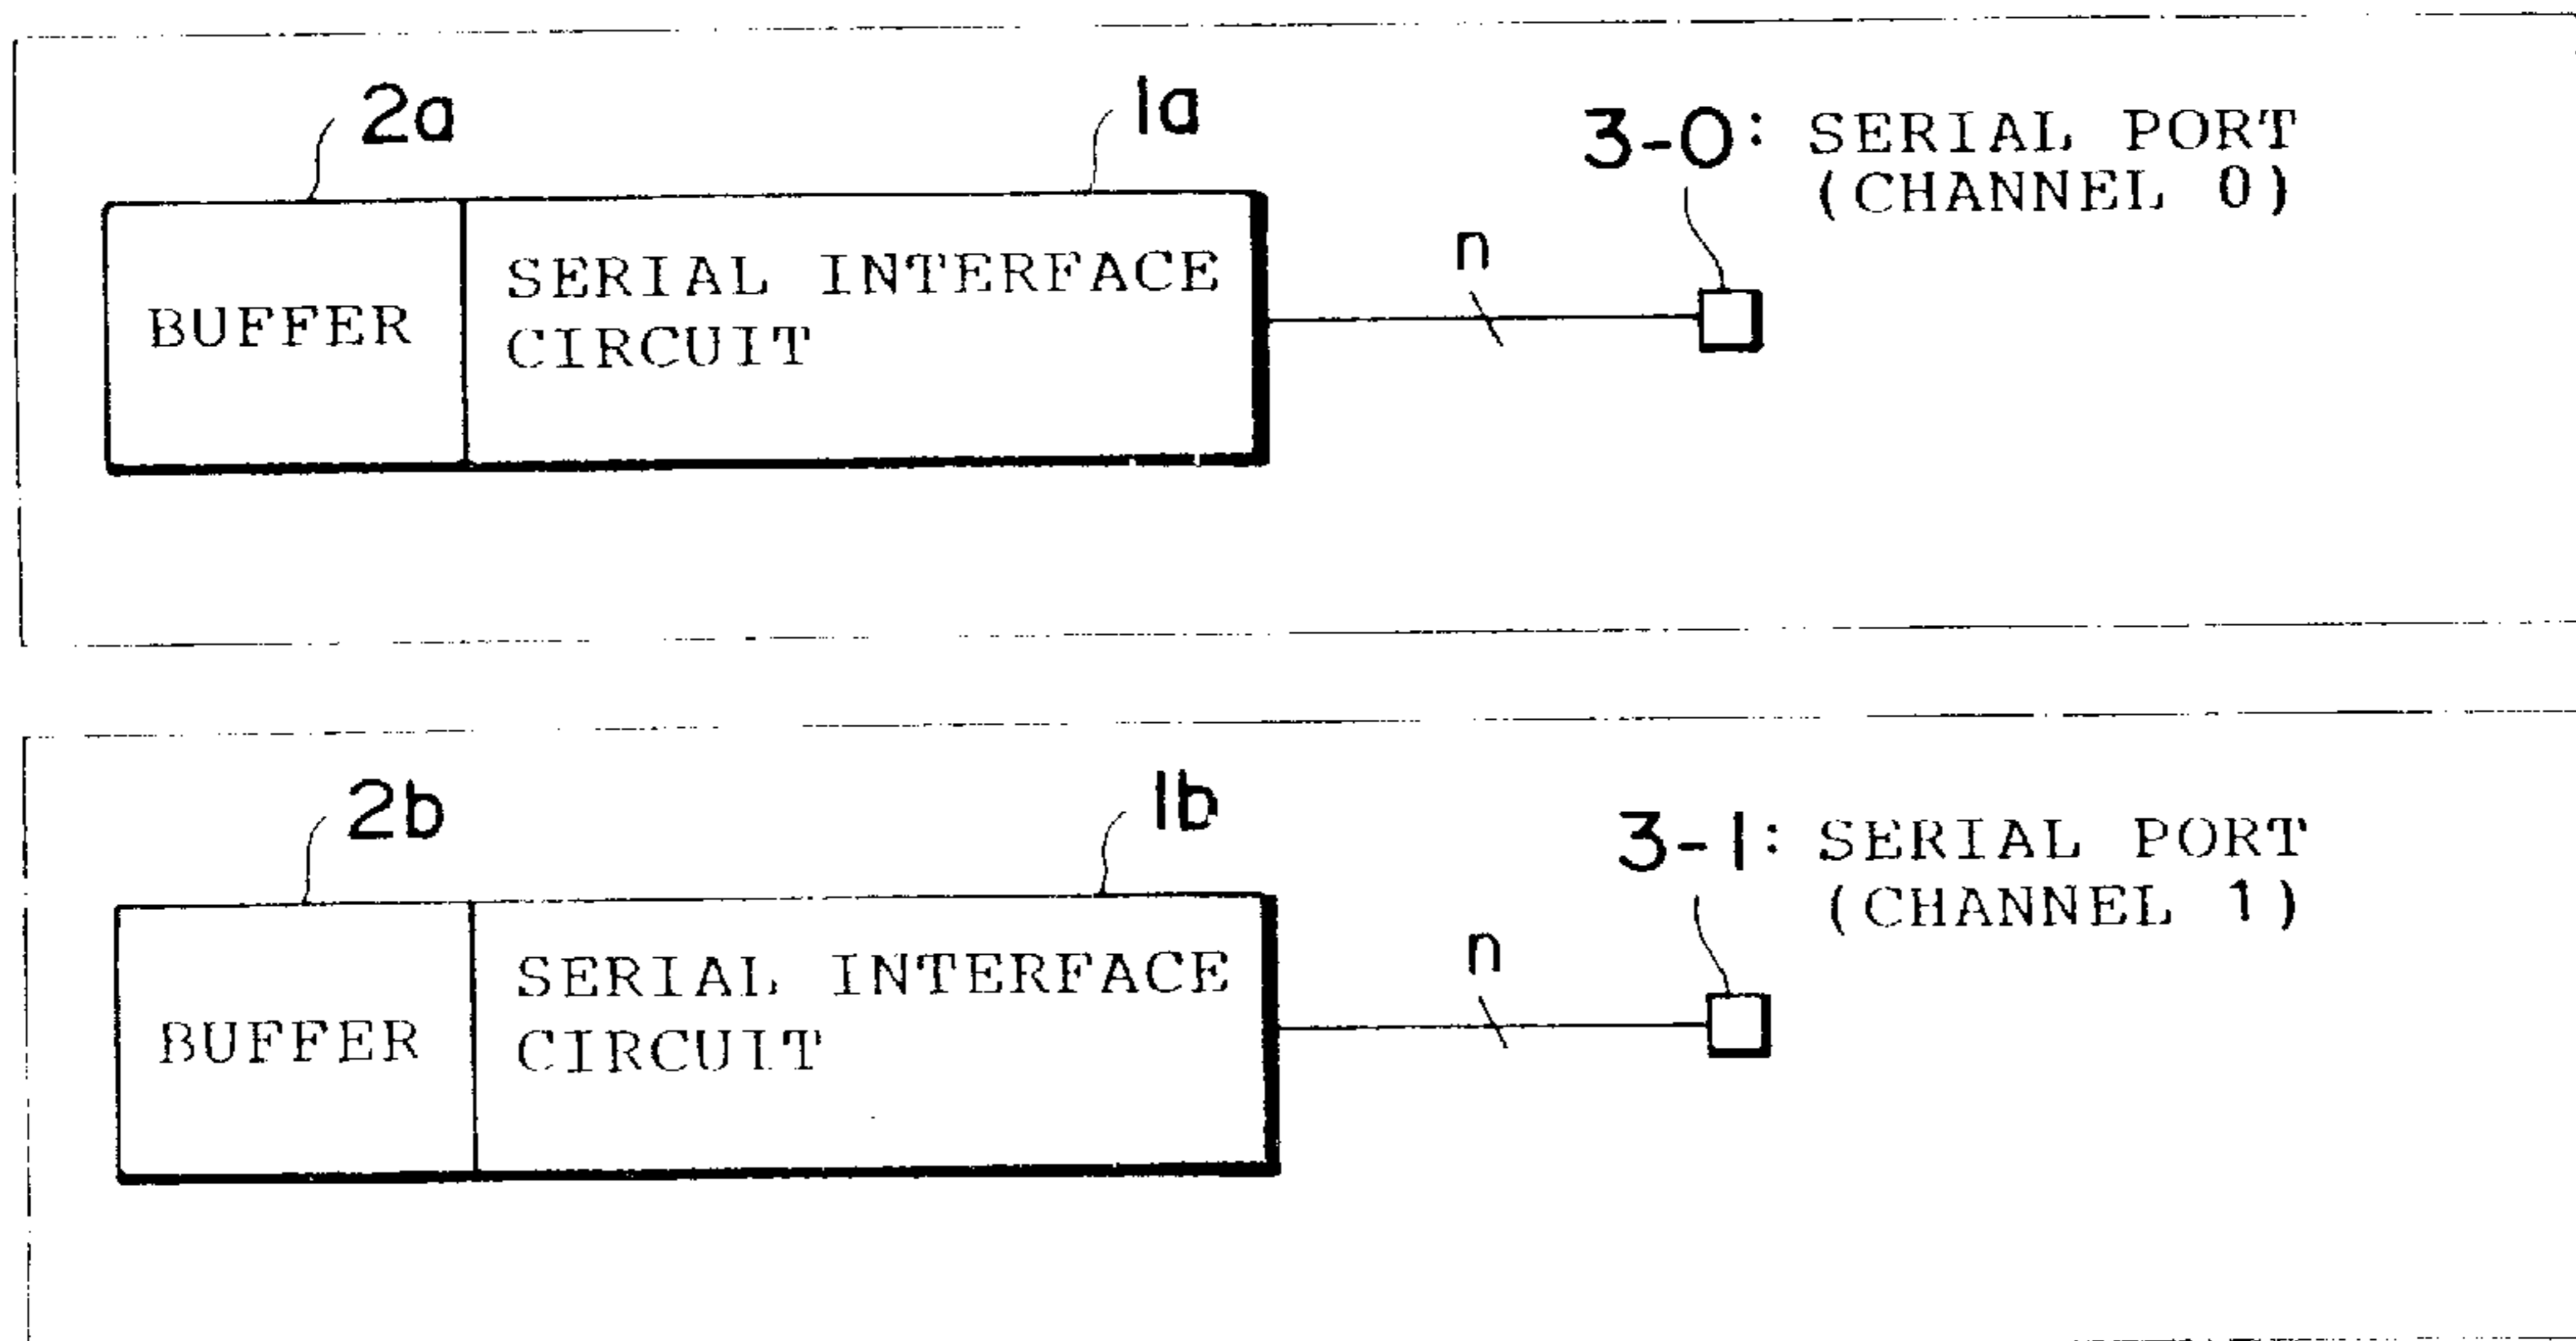 2a
1a
3-0: SERIAL PORT
(CHANNEL 0)
n
BUFFER
SERIAL INTERFACE
CIRCUIT
2b
1b
3-1: SERIAL PORT
(CHANNEL 1)
n
BUFFER
SERIAL INTERFACE
CIRCUIT